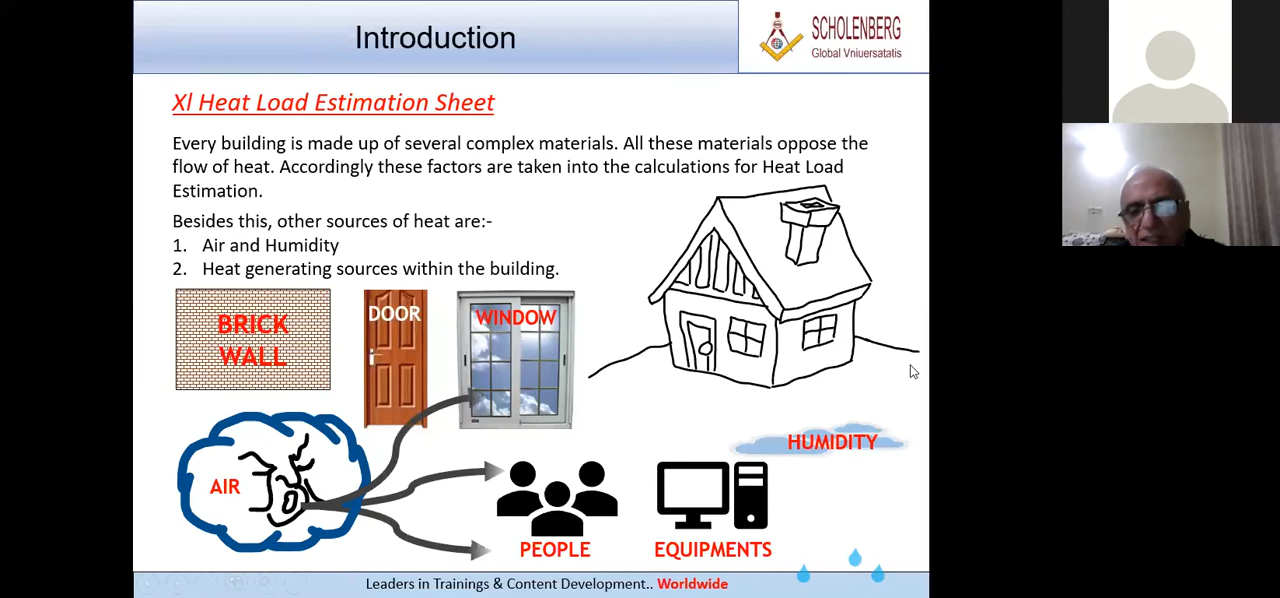 Introduction
SCHOLENBERG
Global Vniuersatatis
Xl Heat Load Estimation Sheet
Every building is made up of several complex materials. All these materials oppose the
flow of heat. Accordingly these factors are taken into the calculations for Heat Load
Estimation.
Besides this, other sources of heat are:-
1. Air and Humidity
2. Heat generating sources within the building.
BRICK
WALL
DOOR
WINDOW
HUMIDITY
AIR
PEOPLE
EQUIPMENTS
Leaders in Trainings & Content Development.. Worldwide